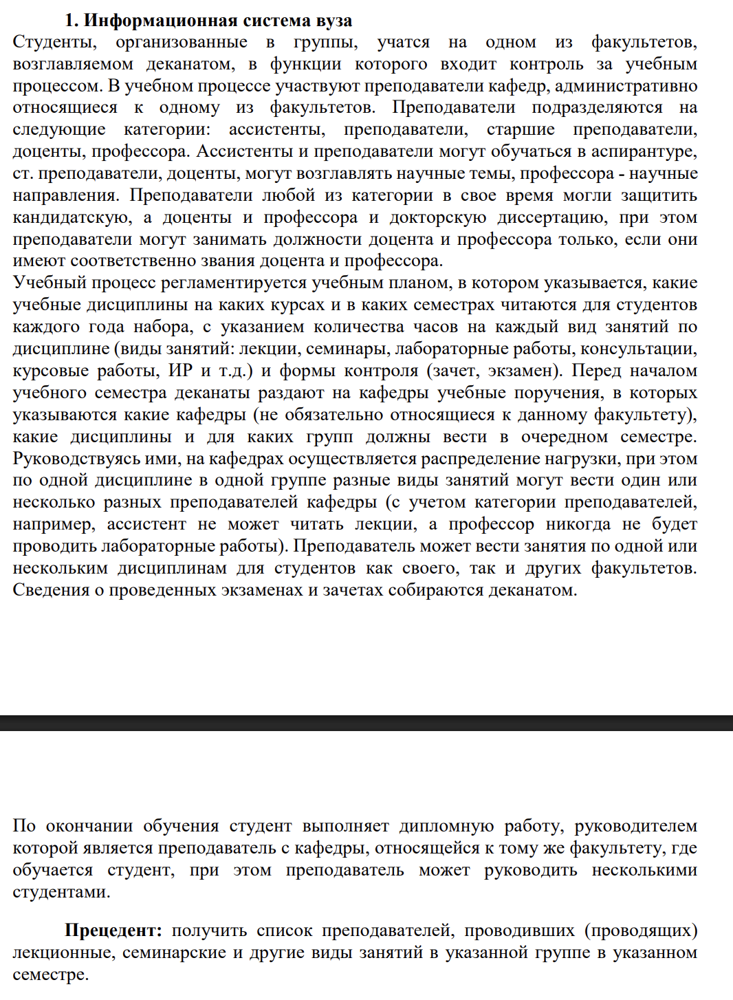 1. Информационная система вуза
Студенты, организованные в группы, учатся на одном из факультетов,
возглавляемом деканатом, в функции которого входит контроль за учебным
процессом. В учебном процессе участвуют преподаватели кафедр, административно
относящиеся к одному из факультетов. Преподаватели подразделяются на
следующие категории: ассистенты, преподаватели, старшие преподаватели,
доценты, профессора. Ассистенты и преподаватели могут обучаться в аспирантуре,
ст. преподаватели, доценты, могут возглавлять научные темы, профессора - научные
направления. Преподаватели любой из категории в свое время могли защитить
кандидатскую, а доценты и профессора и докторскую диссертацию, при этом
преподаватели могут занимать должности доцента и профессора только, если они
имеют соответственно звания доцента и профессора.
Учебный процесс регламентируется учебным планом, в котором указывается, какие
учебные дисциплины на каких курсах и в каких семестрах читаются для студентов
каждого года набора, с указанием количества часов на каждый вид занятий по
дисциплине (виды занятий: лекции, семинары, лабораторные работы, консультации,
курсовые работы, ИР и т.д.) и формы контроля (зачет, экзамен). Перед началом
учебного семестра деканаты раздают на кафедры учебные поручения, в которых
указываются какие кафедры (не обязательно относящиеся к данному факультету),
какие дисциплины и для каких групп должны вести в очередном семестре.
Руководствуясь ими, на кафедрах осуществляется распределение нагрузки, при этом
по одной дисциплине в одной группе разные виды занятий могут вести один или
несколько разных преподавателей кафедры (с учетом категории преподавателей,
например, ассистент не может читать лекции, а профессор никогда не будет
проводить лабораторные работы). Преподаватель может вести занятия по одной или
нескольким дисциплинам для студентов как своего, так и других факультетов.
Сведения о проведенных экзаменах и зачетах собираются деканатом.
По окончании обучения студент выполняет дипломную работу, руководителем
которой является преподаватель с кафедры, относящейся к тому же факультету, где
обучается студент, при этом преподаватель может руководить несколькими
студентами.
Прецедент: получить список преподавателей, проводивших (проводящих)
лекционные, семинарские и другие виды занятий в указанной группе в указанном
семестре.